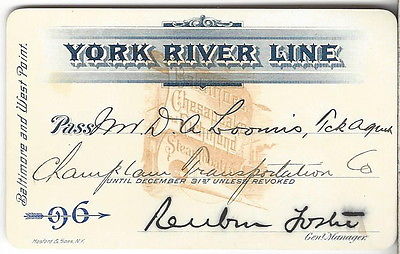 YORK RIVER LINE
Baltimore and West Point.
Pass Mr. D A Loomis, Tck Agent
Champlain Transportation Co
UNTIL DECEMBER 31ST UNLESS REVOKED
96
Reuben Foster
Genl. Manager.